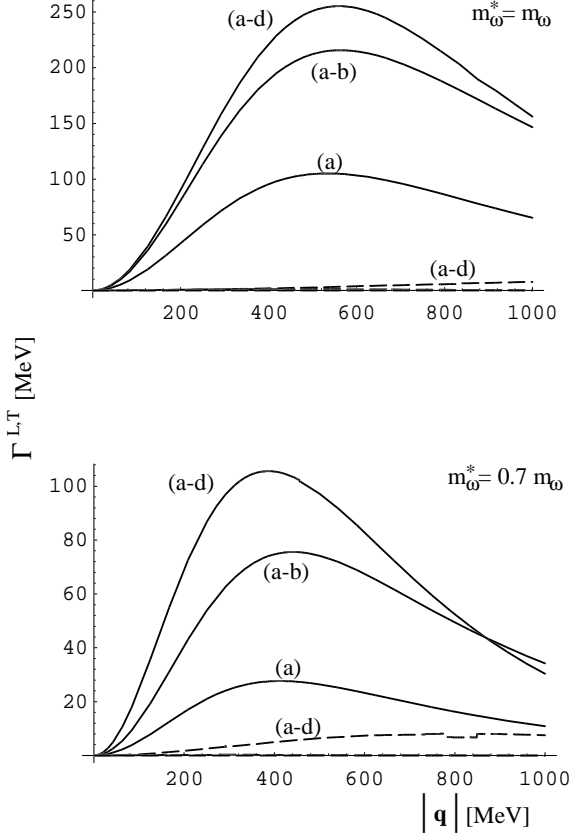 250
200
150
100
50
(a-d)
(a-b)
(a)
(a-d)
m*ω = mω
200 400 600 800 1000
Γ L,T [MeV]
100
80
60
40
20
(a-d)
(a-b)
(a)
(a-d)
m*ω = 0.7 mω
200 400 600 800 1000
| q | [MeV]